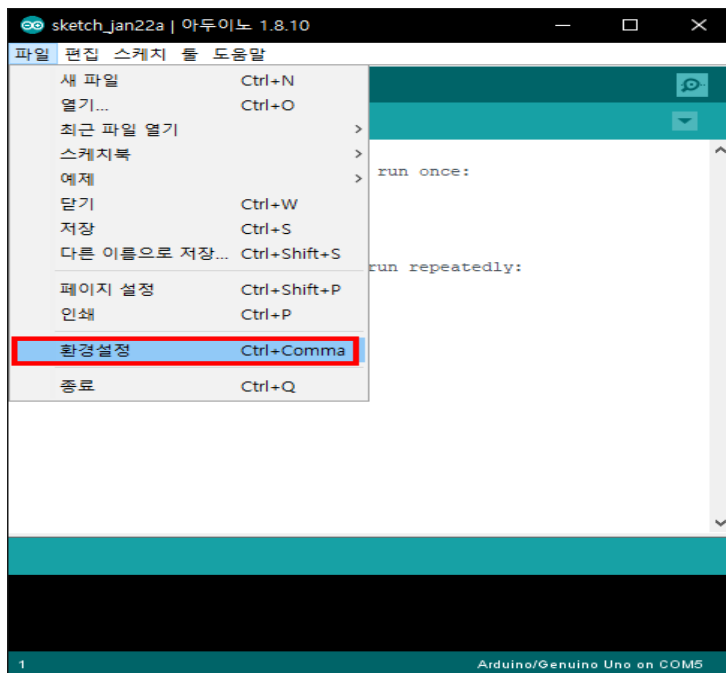 sketch_jan22a | 아두이노 1.8.10
파일 편집 스케치 툴 도움말
새 파일 Ctrl+N
열기... Ctrl+O
최근 파일 열기 >
스케치북 >
예제 >
닫기 Ctrl+W
저장 Ctrl+S
다른 이름으로 저장... Ctrl+Shift+S
페이지 설정 Ctrl+Shift+P
인쇄 Ctrl+P
환경설정 Ctrl+Comma
종료 Ctrl+Q
run once:
run repeatedly:
1 Arduino/Genuino Uno on COM5